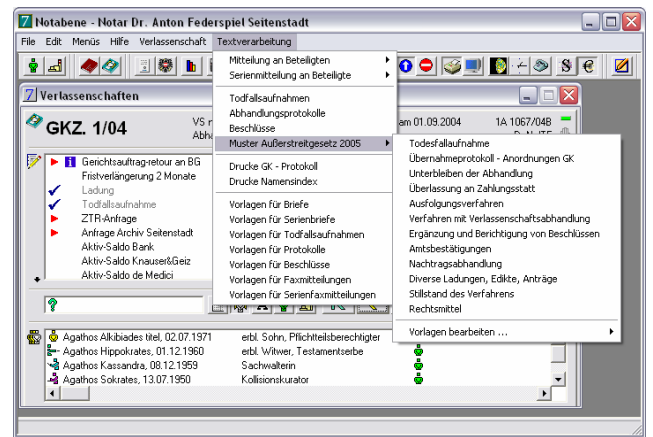 Notabene - Notar Dr. Anton Federspiel Seitenstadt
File Edit Menüs Hilfe Verlassenschaft Textverarbeitung
Verlassenschaften
GKZ. 1/04
VS
am 01.09.2004 1A 1067/04B
Gerichtsauftrag-retour an BG
Fristverlängerung 2 Monate
Ladung
Todfallsaufnahme
ZTR-Anfrage
Anfrage Archiv Seitenstadt
Aktiv-Saldo Bank
Aktiv-Saldo Knauser&Geiz
Aktiv-Saldo de Medici
Mitteilung an Beteiligten
Serienmitteilung an Beteiligte
Todfallsaufnahmen
Abhandlungsprotokolle
Beschlüsse
Muster Außerstreitgesetz 2005
Drucke GK - Protokoll
Drucke Namensindex
Vorlagen für Briefe
Vorlagen für Serienbriefe
Vorlagen für Todfallsaufnahmen
Vorlagen für Protokolle
Vorlagen für Beschlüsse
Vorlagen für Faxmitteilungen
Vorlagen für Serienfaxmitteilungen
Todesfallaufnahme
Übernahmeprotokoll - Anordnungen GK
Unterbleiben der Abhandlung
Überlassung an Zahlungsstatt
Ausfolgungsverfahren
Verfahren mit Verlassenschaftsabhandlung
Ergänzung und Berichtigung von Beschlüssen
Amtsbestätigungen
Nachtragsabhandlung
Diverse Ladungen, Edikte, Anträge
Stillstand des Verfahrens
Rechtsmittel
Vorlagen bearbeiten ...
Agathos Alkibiades titel, 02.07.1971 erbl. Sohn, Pflichtteilsberechtigter
Agathos Hippokrates, 01.12.1960 erbl. Witwer, Testamentserbe
Agathos Kassandra, 08.12.1959 Sachwalterin
Agathos Sokrates, 13.07.1950 Kollisionskurator